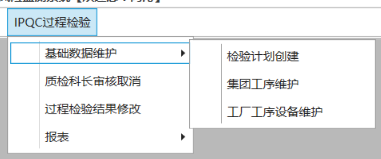 IPQC过程检验
基础数据维护
质检科长审核取消
过程检验结果修改
报表
检验计划创建
集团工序维护
工厂工序设备维护